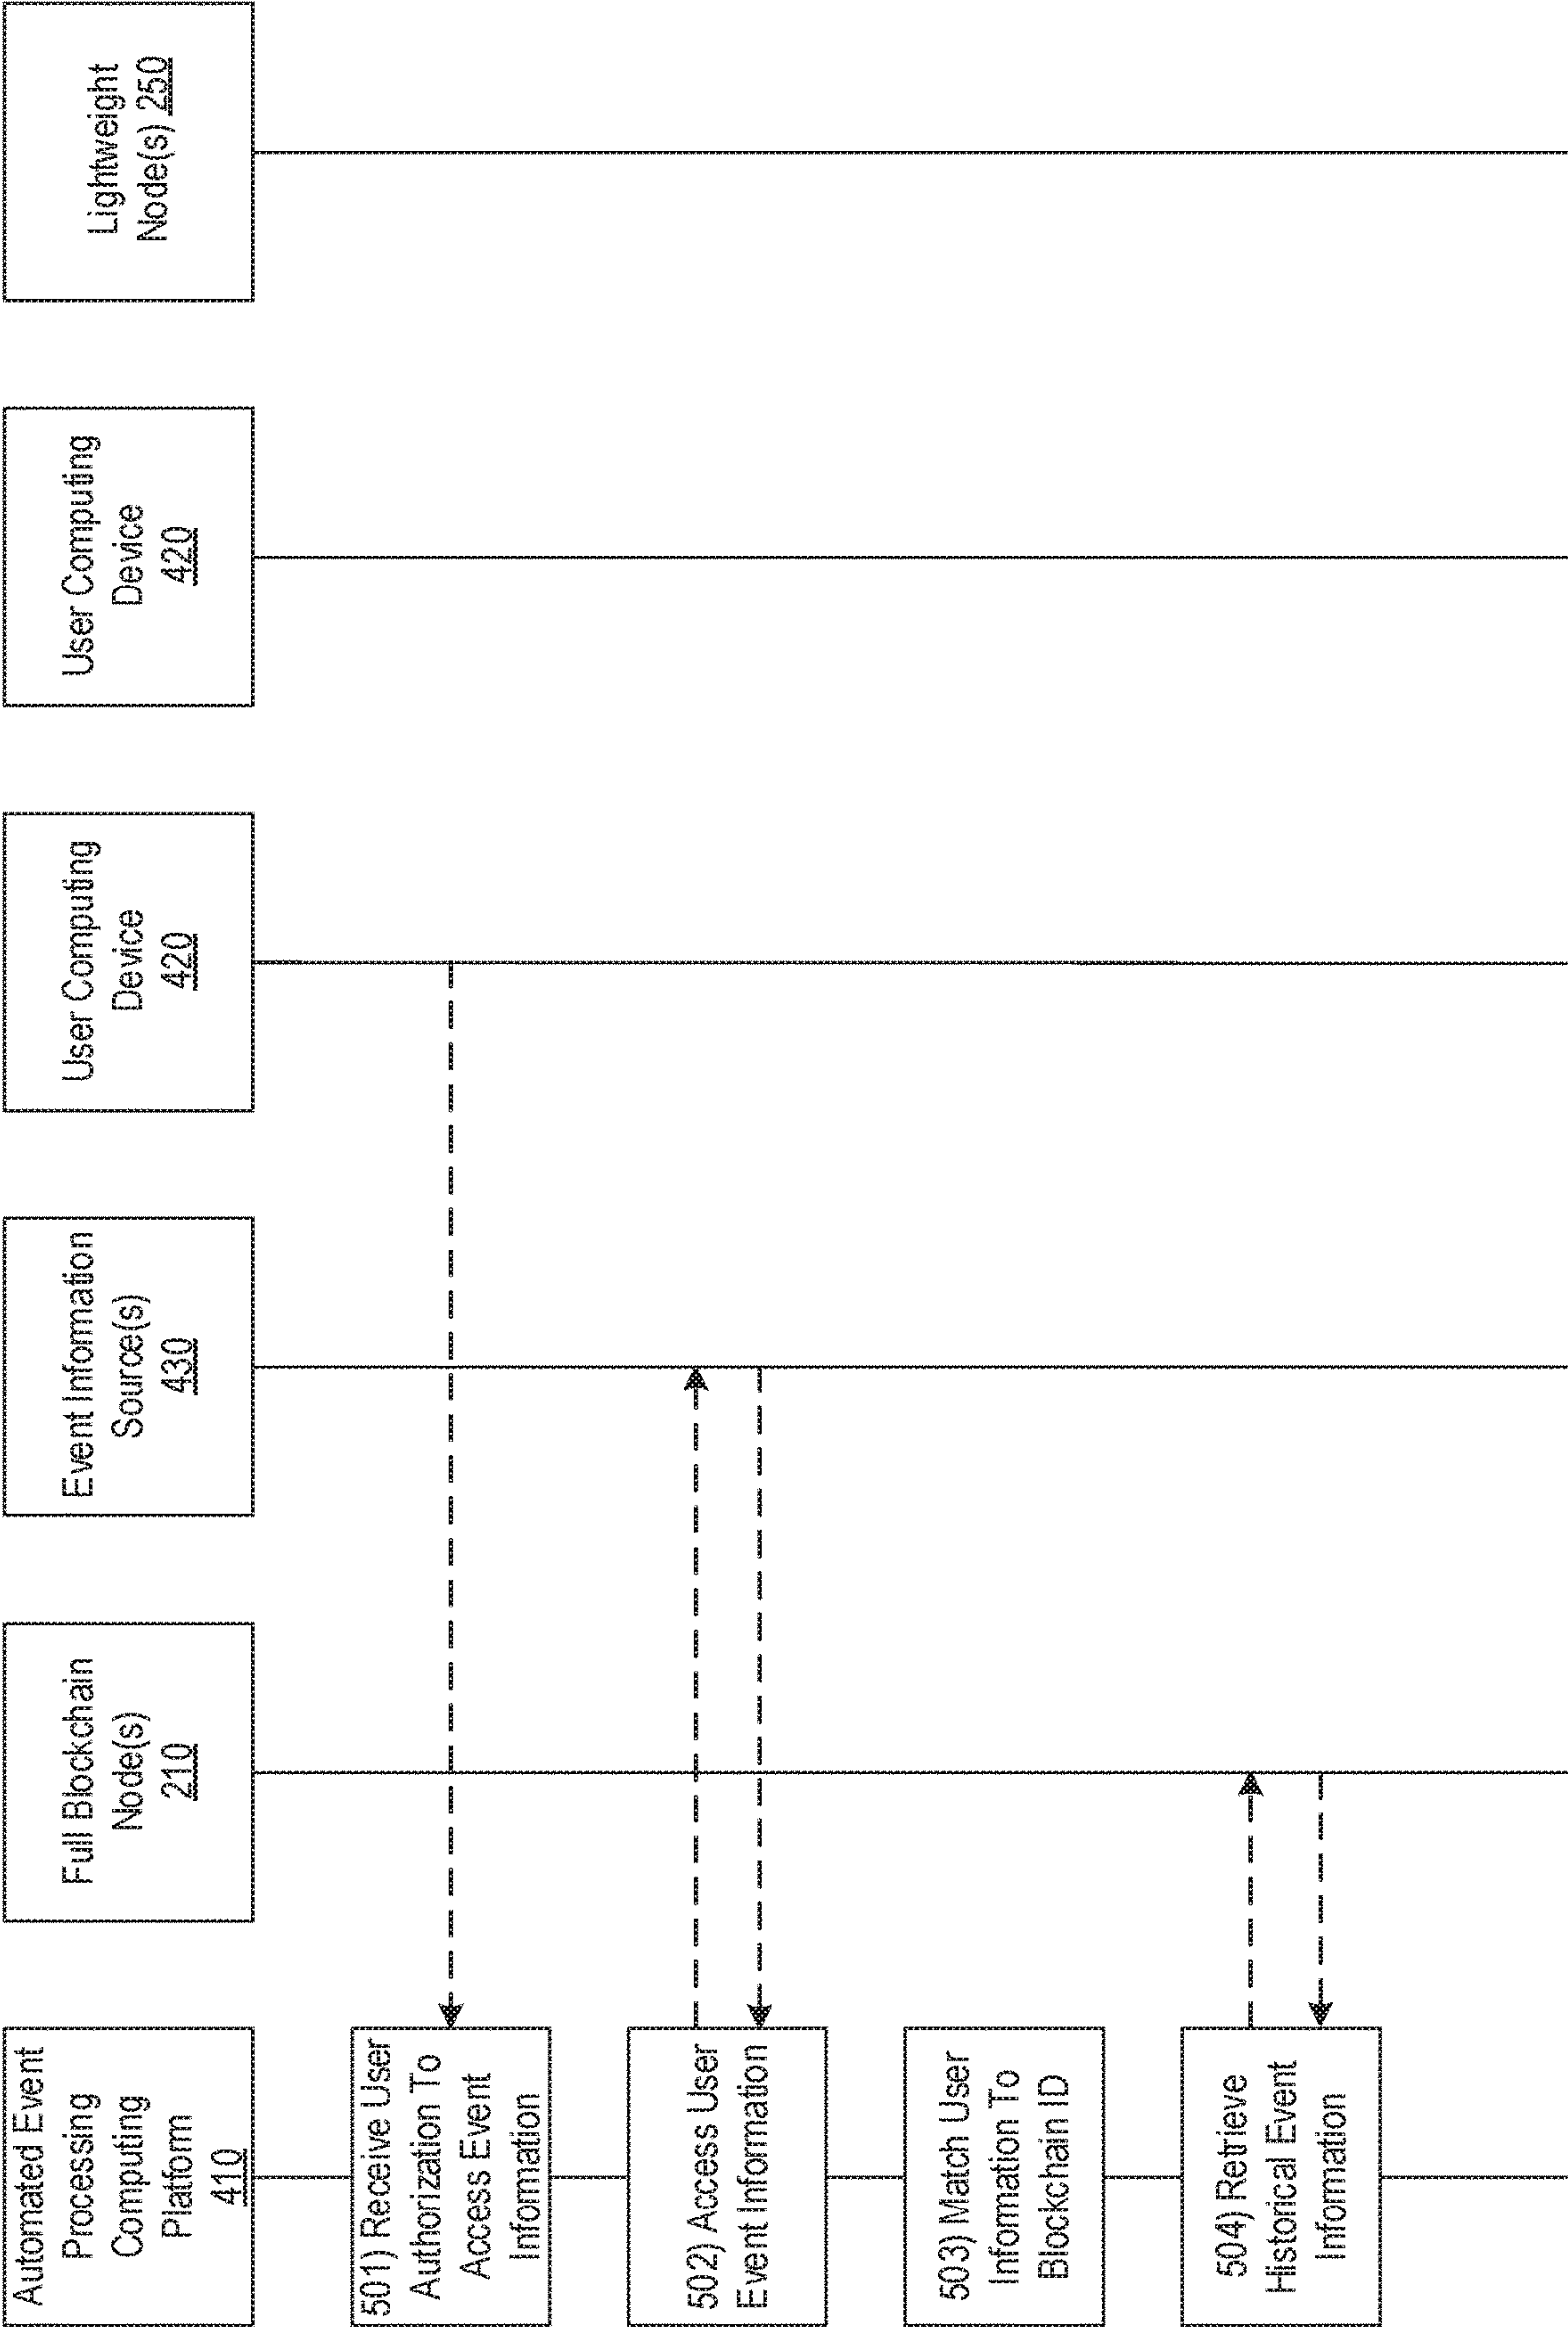 Automated Event
Processing
Computing
Platform
410
Full Blockchain
Node(s)
210
Event Information
Source(s)
430
User Computing
Device
420
User Computing
Device
420
Lightweight
Node(s) 250
501) Receive User
Authorization To
Access Event
Information
502) Access User
Event Information
503) Match User
Information To
Blockchain ID
504) Retrieve
Historical Event
Information